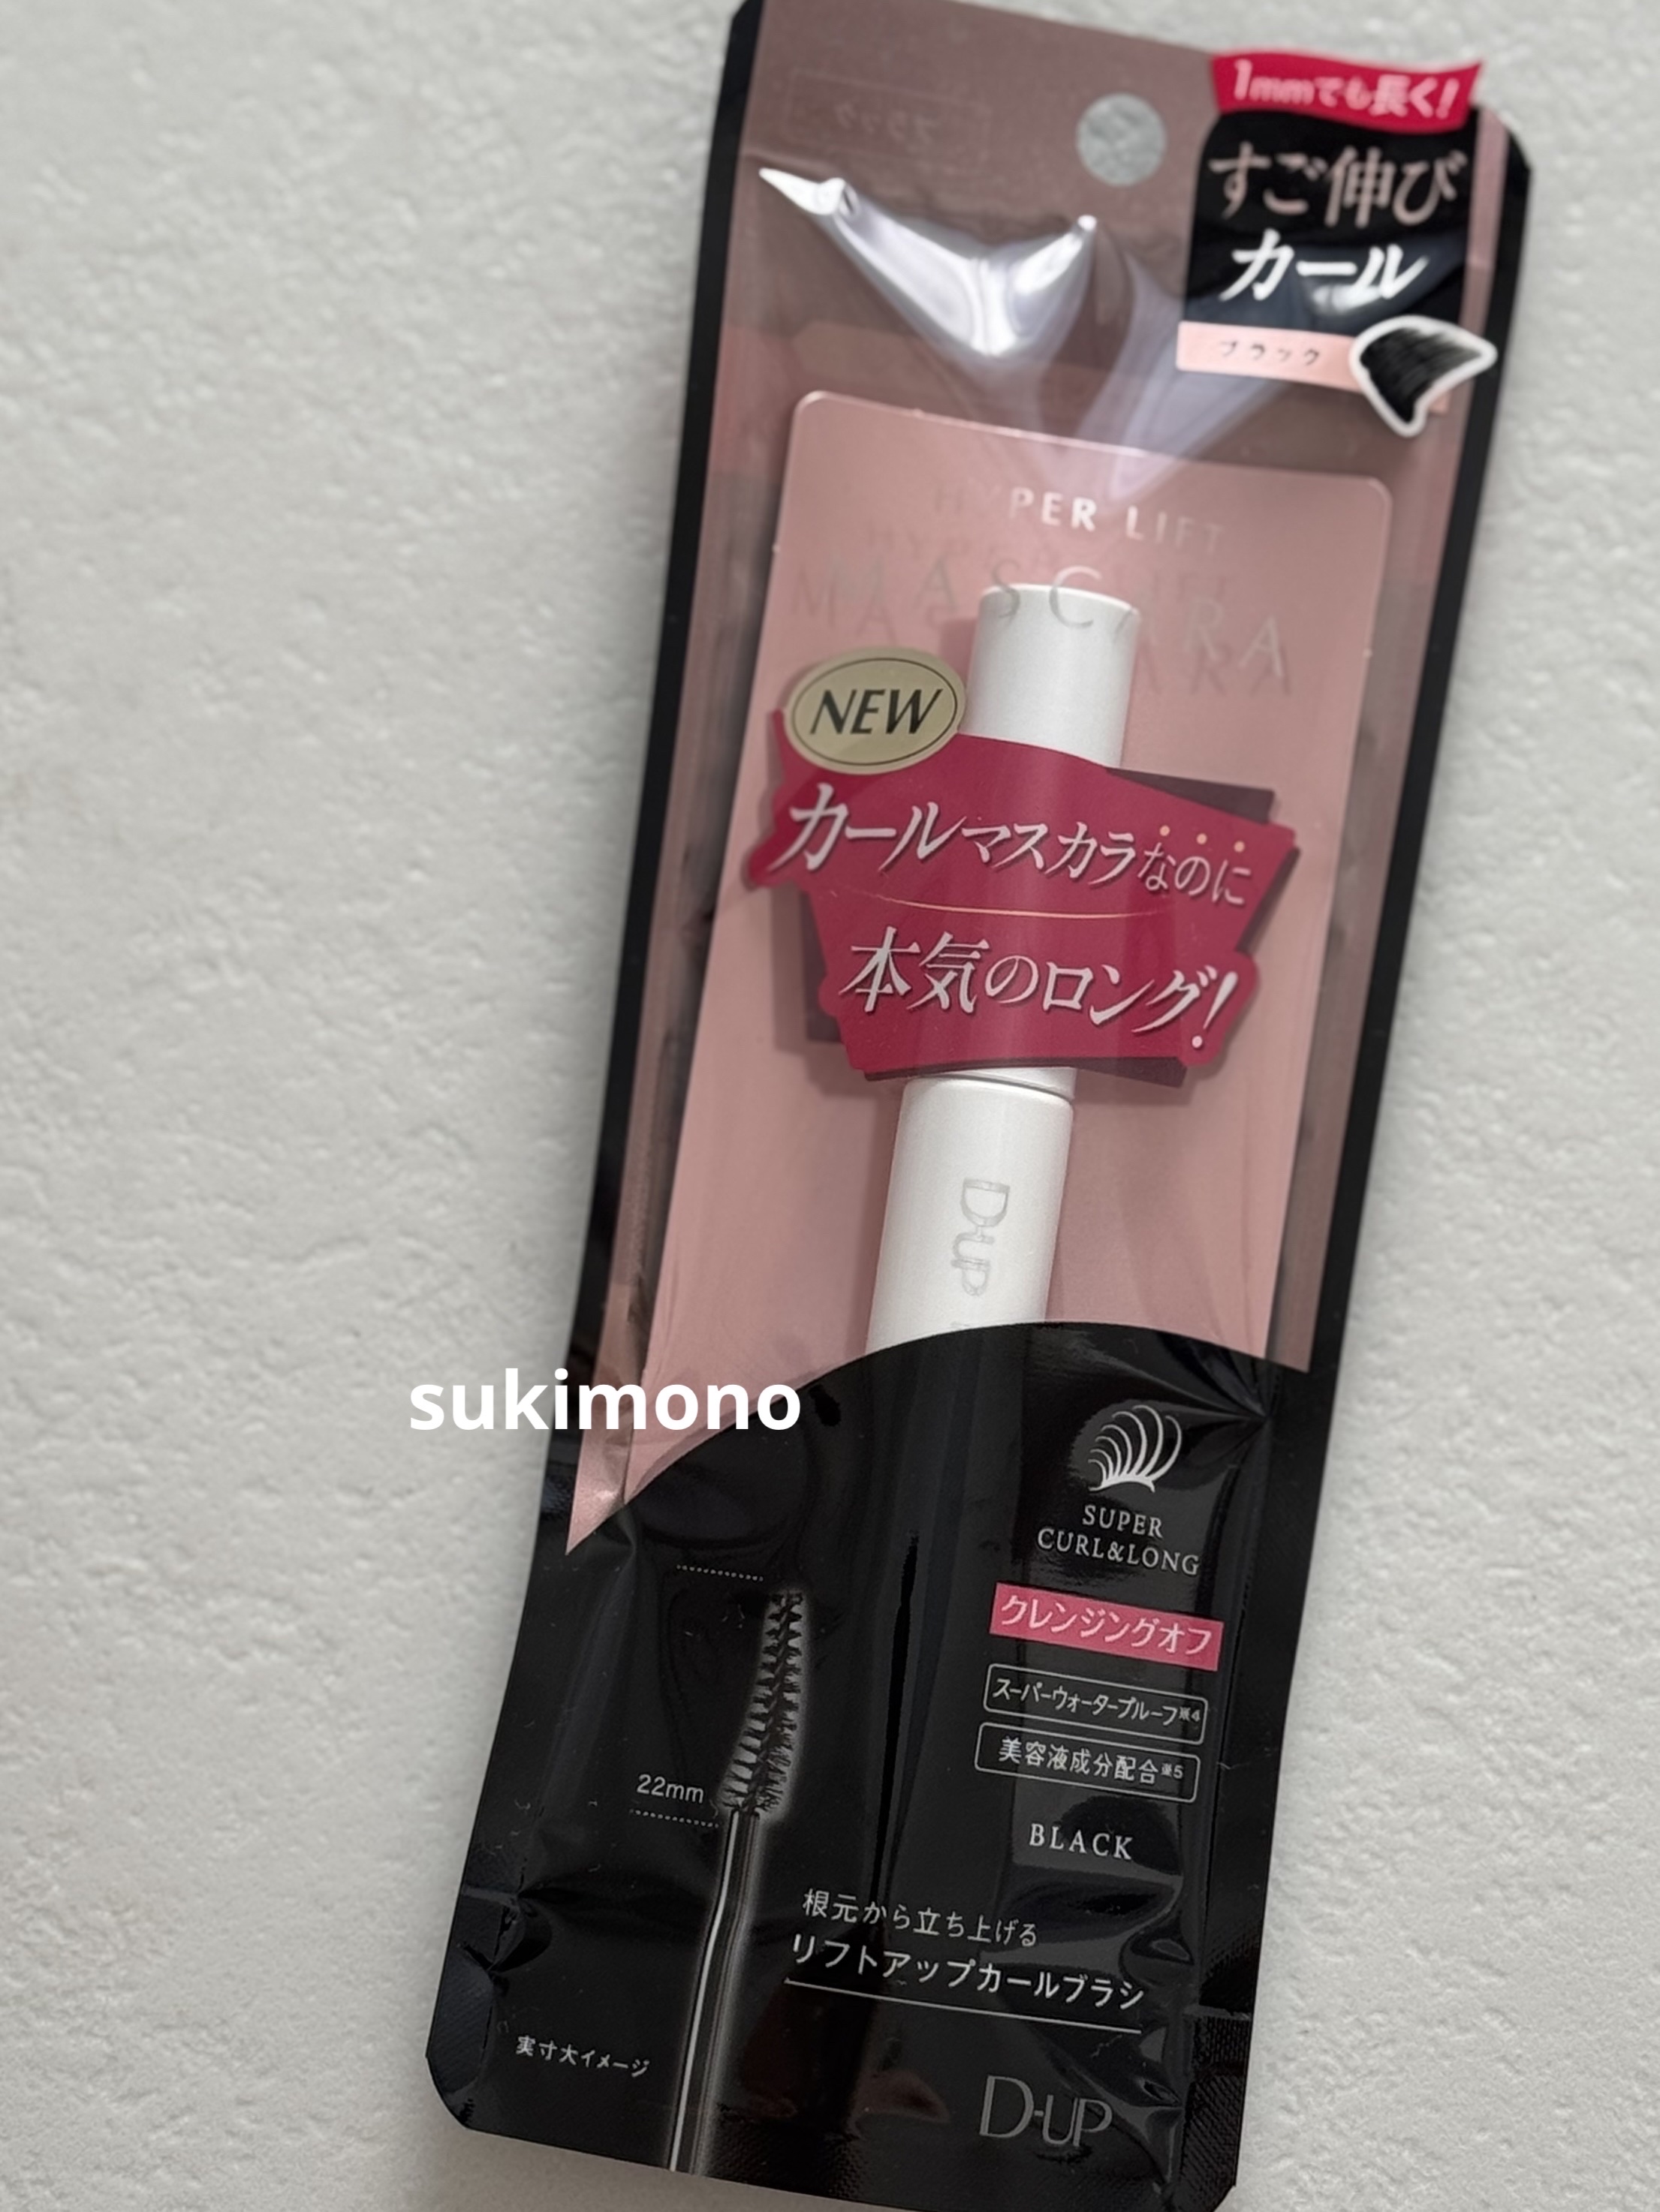 1mmでも長く!
すご伸び
カール
ブラック
HYPER LIFT
MASCARA
NEW
カールマスカラなのに
本気のロング!
D-UP
sukimono
SUPER
CURL&LONG
クレンジングオフ
スーパーウォータープルーフ※4
美容液成分配合※5
22mm
BLACK
根元から立ち上げる
リフトアップカールブラシ
実寸大イメージ
D-UP